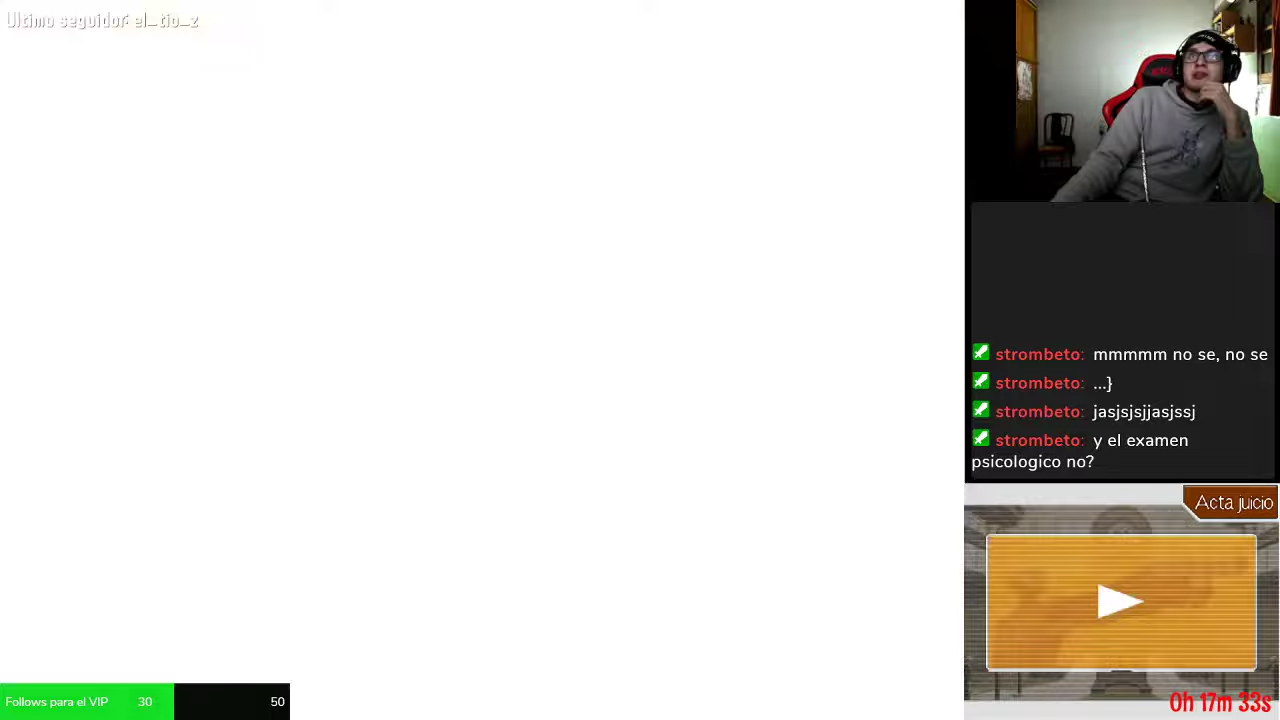 Ultimo seguidor: el_tio_z
strombeto: mmmmm no se, no se
strombeto: ...}
strombeto: jasjsjsjjasjssj
strombeto: y el examen
psicologico no?
Acta juicio
Follows para el VIP 30 50
0h 17m 33s